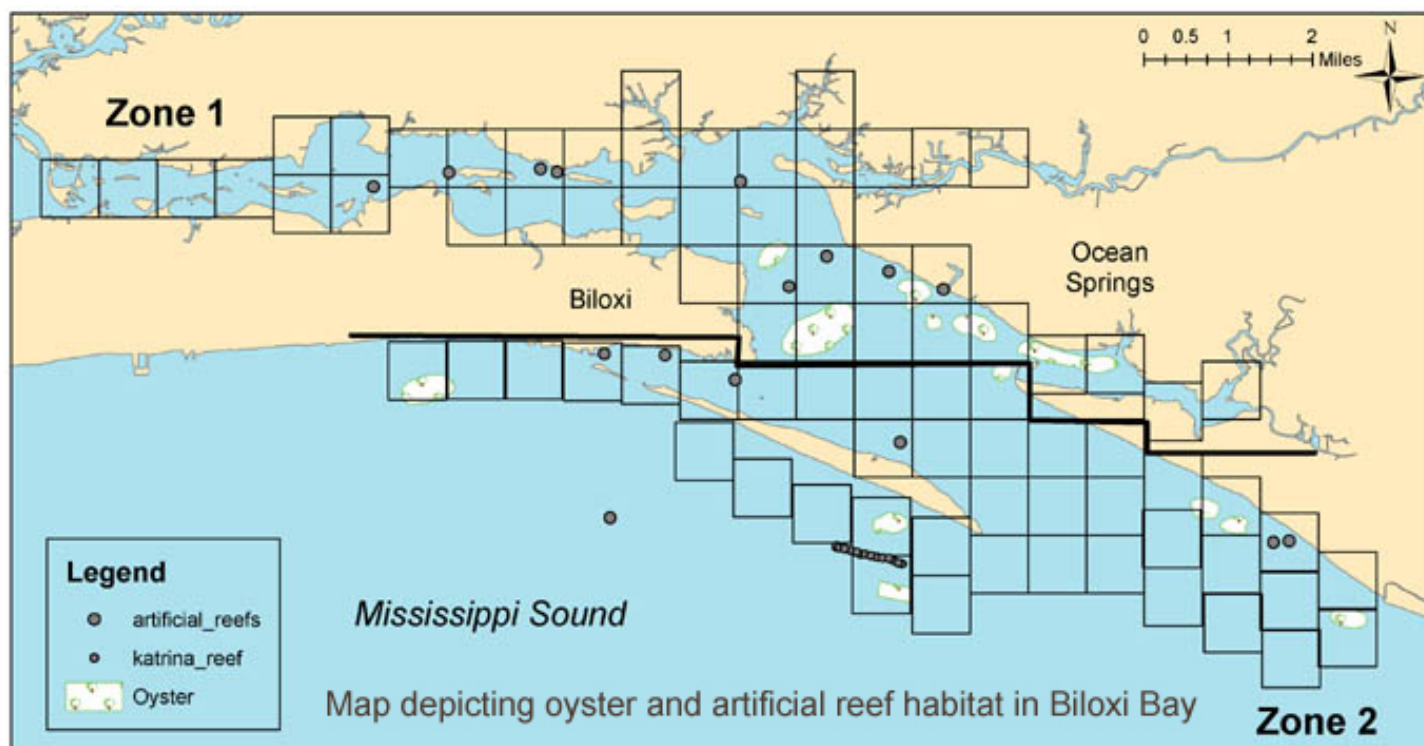 N
0 0.5 1 2
Miles
Zone 1
Ocean
Springs
Biloxi
Legend
artificial_reefs
katrina_reef
Oyster
Mississippi Sound
Map depicting oyster and artificial reef habitat in Biloxi Bay
Zone 2